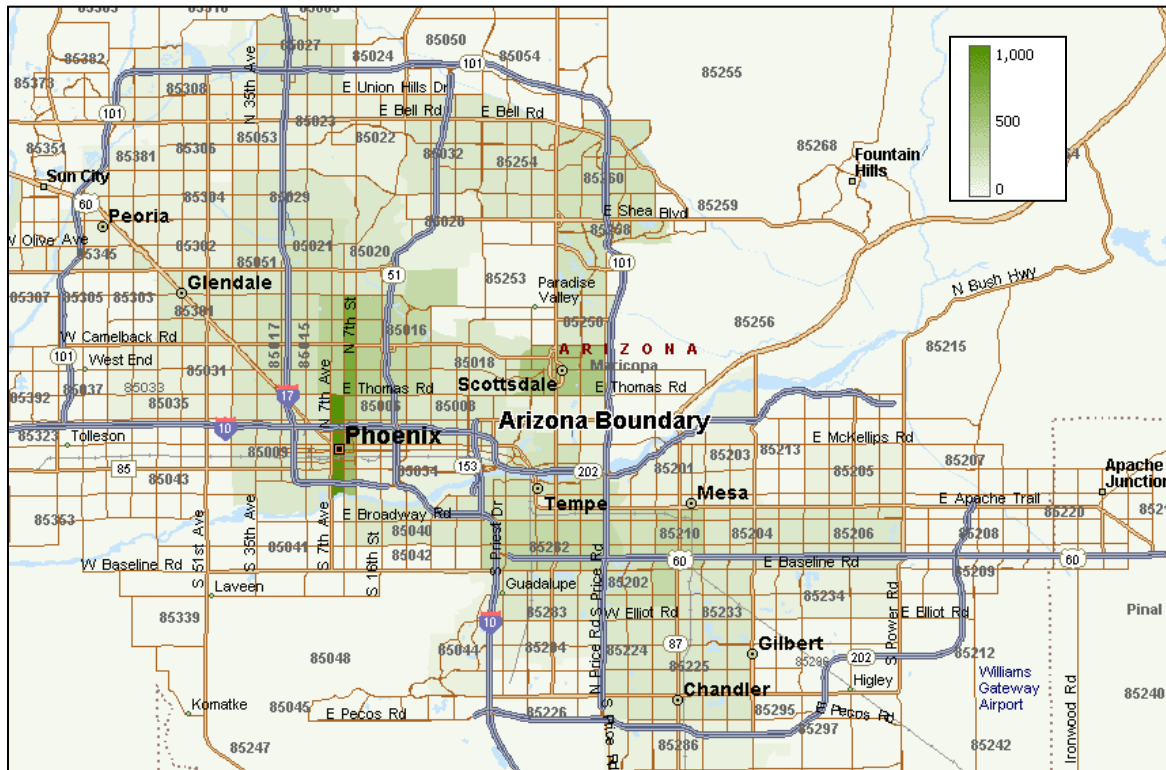 85050
85027
85024
85054
85382
101
85255
1,000
85373
85308
E Union Hills Dr
N 35th Ave
101
E Bell Rd
E Bell Rd
500
85023
85053
85022
85351
85381
85306
85032
85254
85268
Fountain
Hills
0
Sun City
85260
60
85304
85029
85259
Peoria
E Shea Blvd
W Olive Ave
85302
85021
85020
85345
85051
101
51
85253
Paradise
Valley
N Bush Hwy
Glendale
85307
85305
85303
85301
N 7th St
85016
85250
85256
W Camelback Rd
85017
85015
85215
ARIZONA
101
West End
85031
85018
Maricopa
Scottsdale
85037
85033
17
N 7th Ave
E Thomas Rd
E Thomas Rd
85392
85035
85006
85008
Arizona Boundary
10
85323
Tolleson
Phoenix
E McKellips Rd
85009
153
85034
202
85201
85203
85213
85205
85207
Apache
Junction
85
85043
Tempe
Mesa
E Apache Trail
85353
S 51st Ave
S 35th Ave
S 7th Ave
E Broadway Rd
S Priest Dr
85220
85040
85041
S 16th St
85042
85282
S Price Rd
85210
85204
85206
85208
W Baseline Rd
60
E Baseline Rd
60
85209
Laveen
Guadalupe
85202
85234
85339
10
85283
W Elliot Rd
85233
S Power Rd
E Elliot Rd
Pinal
85044
85284
N Price Rd
85224
87
Gilbert
85048
85225
202
85212
Williams
Gateway
Airport
Higley
Chandler
85240
Komatke
85045
E Pecos Rd
85226
S Price Rd
85295
E Pecos Rd
85297
Ironwood Rd
85247
85286
85242